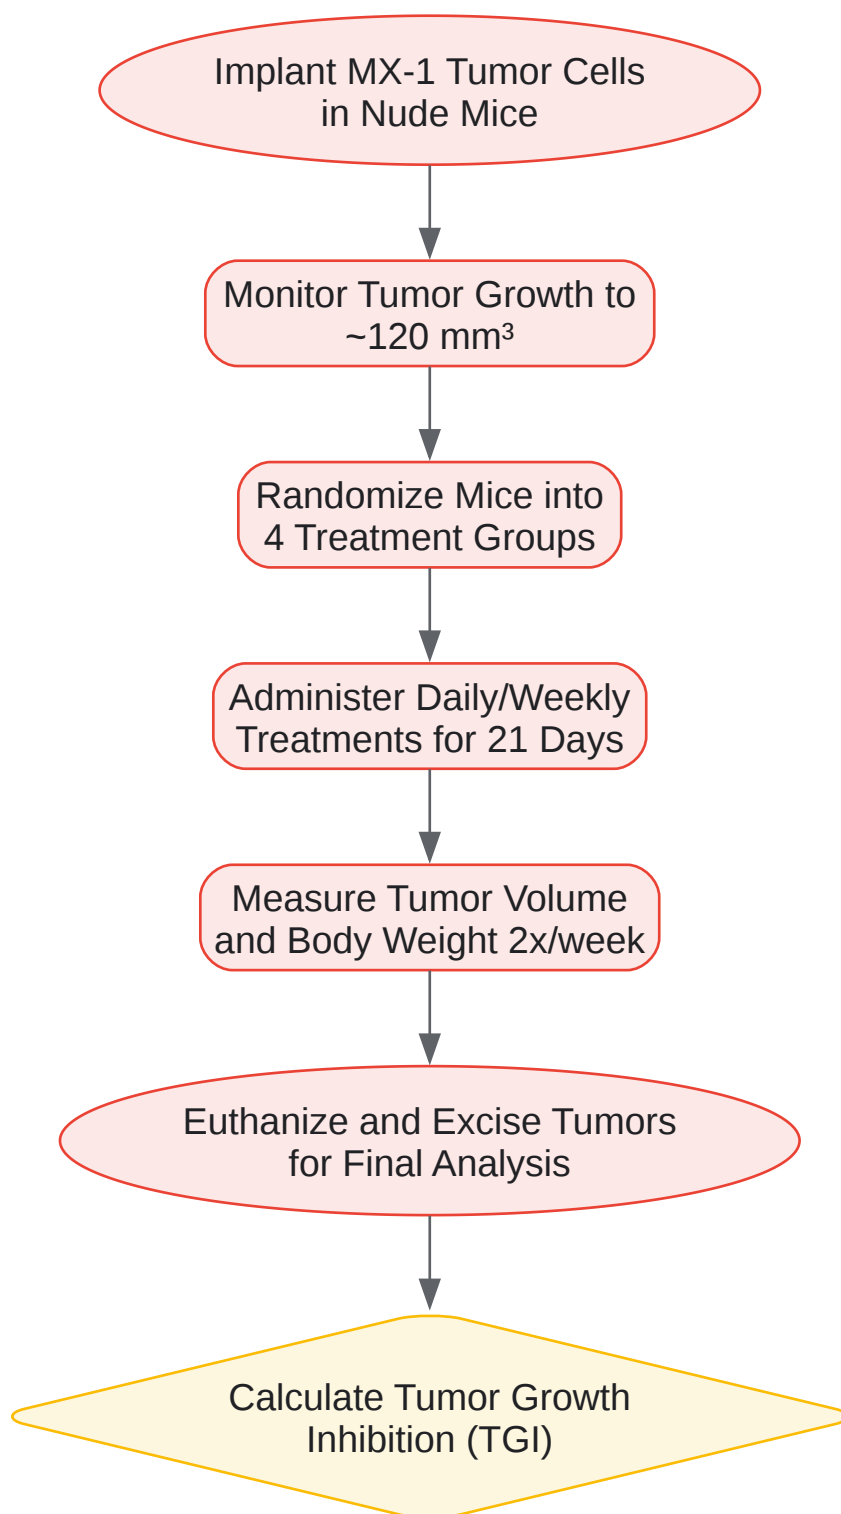 Implant MX-1 Tumor Cells
in Nude Mice
Monitor Tumor Growth to
~120 mm³
Randomize Mice into
4 Treatment Groups
Administer Daily/Weekly
Treatments for 21 Days
Measure Tumor Volume
and Body Weight 2x/week
Euthanize and Excise Tumors
for Final Analysis
Calculate Tumor Growth
Inhibition (TGI)